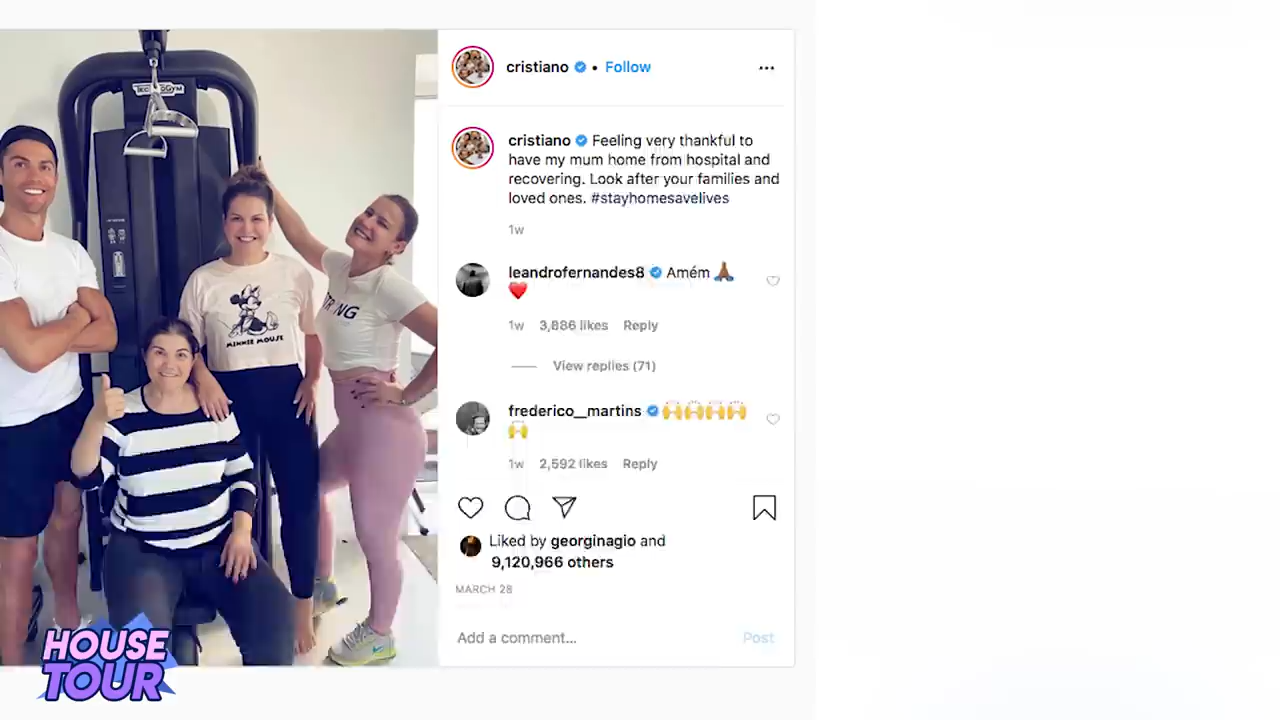 TECHNOGYM
STRONG
MINNIE MOUSE
HOUSE
TOUR
cristiano • Follow
cristiano Feeling very thankful to
have my mum home from hospital and
recovering. Look after your families and
loved ones. #stayhomesavelives
1w
leandrofernandes8 Amém 🙏🏾
❤️
1w 3,886 likes Reply
View replies (71)
frederico__martins 🙌🙌🙌🙌
🙌
1w 2,592 likes Reply
Liked by georginagio and
9,120,966 others
MARCH 28
Add a comment... Post